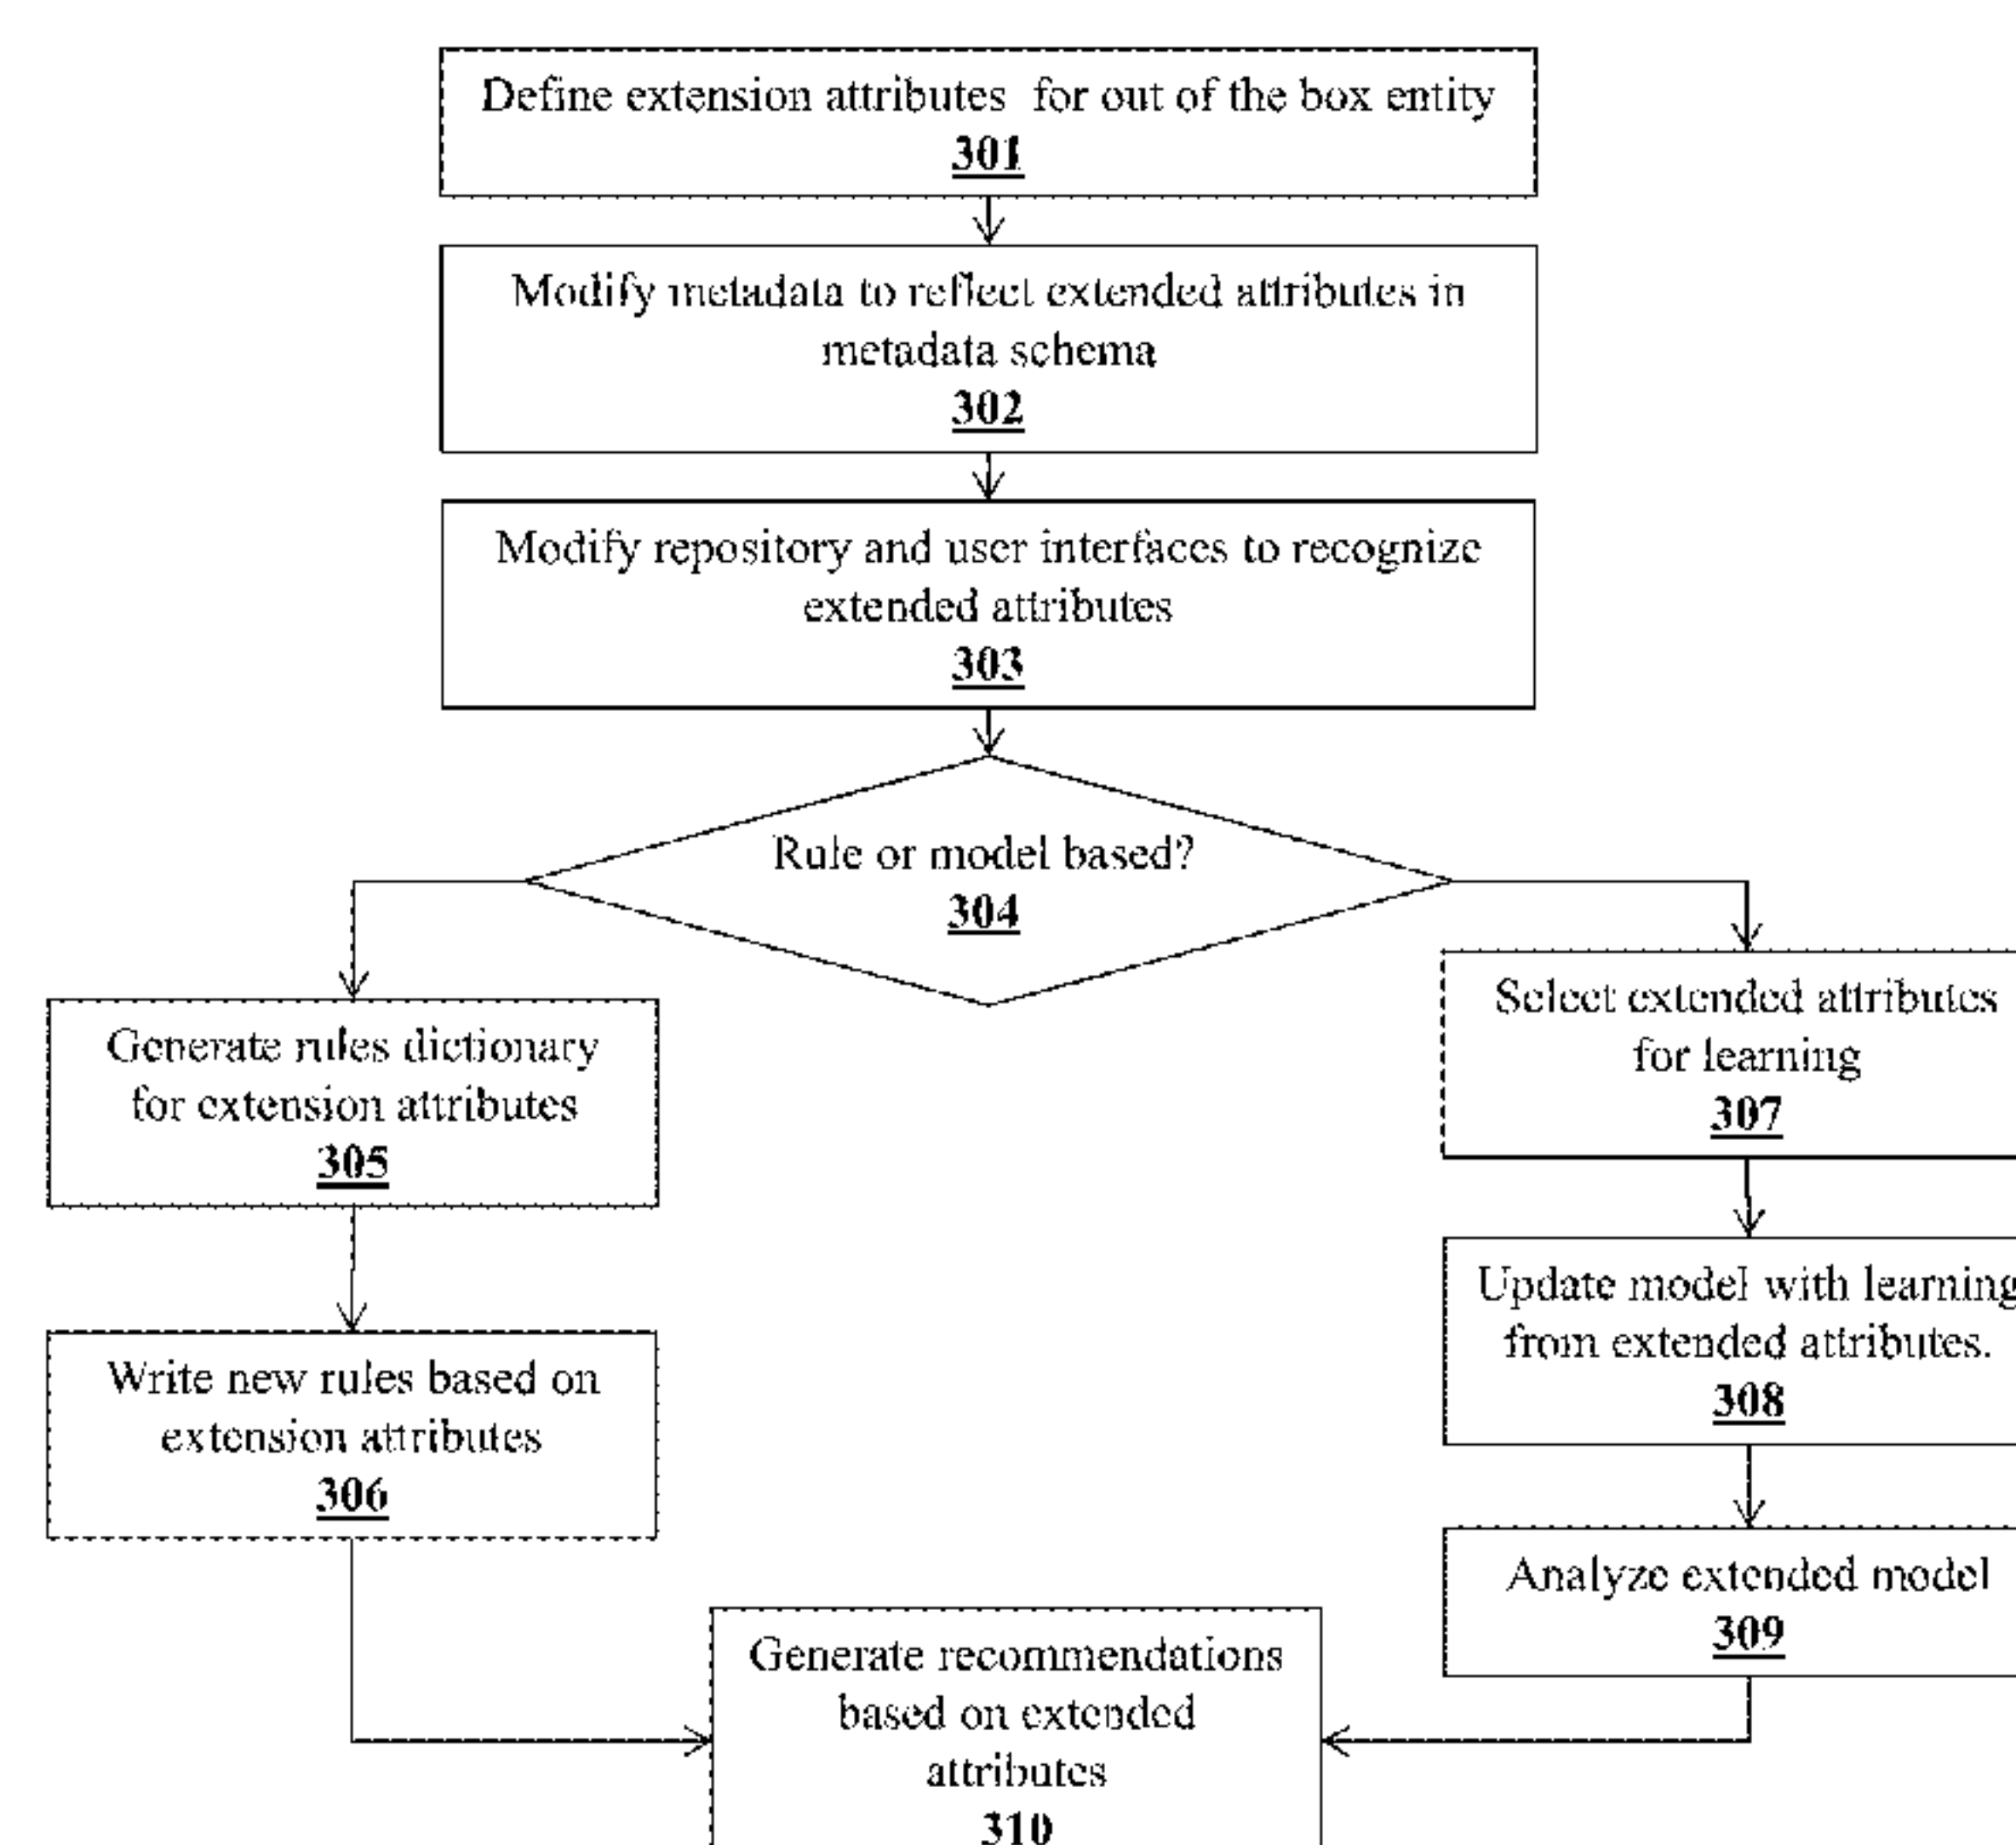 Define extension attributes for out of the box entity
301
Modify metadata to reflect extended attributes in
metadata schema
302
Modify repository and user interfaces to recognize
extended attributes
303
Rule or model based?
304
Generate rules dictionary
for extension attributes
305
Write new rules based on
extension attributes
306
Select extended attributes
for learning
307
Update model with learning
from extended attributes.
308
Analyze extended model
309
Generate recommendations
based on extended
attributes
310